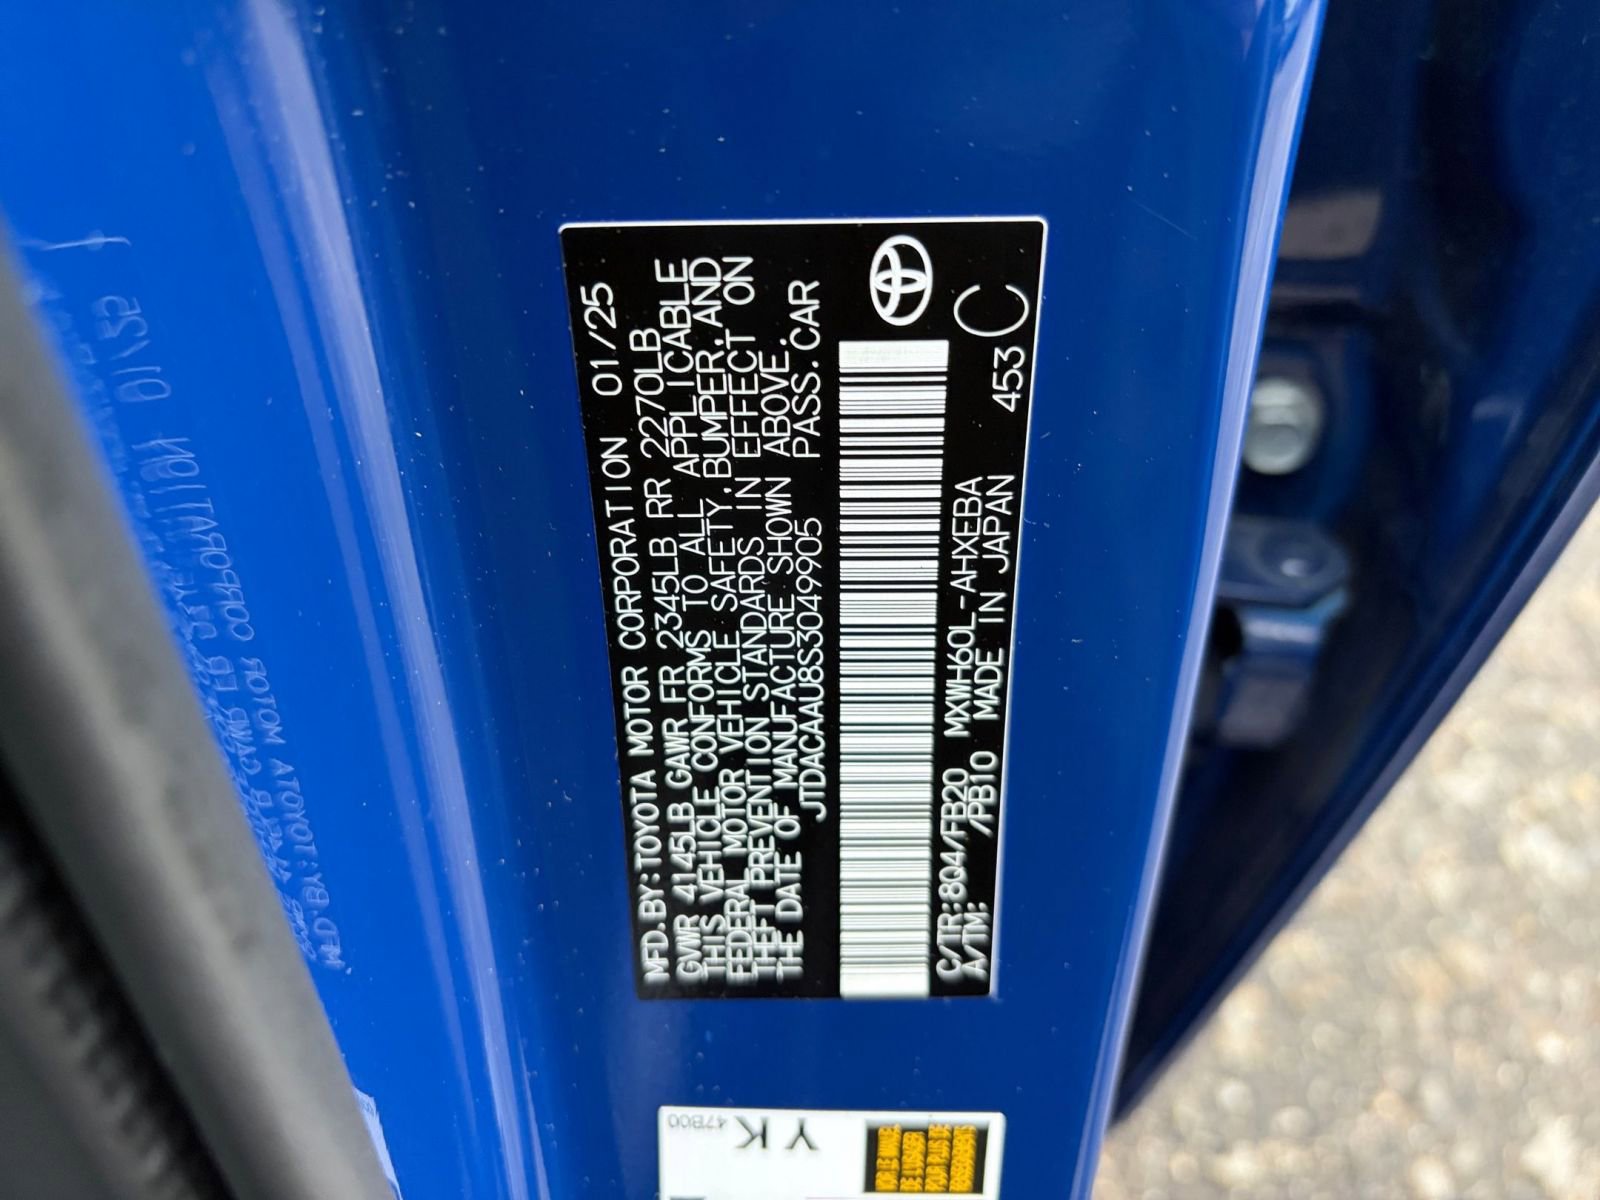 MFD.BY:TOYOTA MOTOR CORPORATION 01/25
GVWR 4145LB GAWR FR 2345LB RR 2270LB
THIS VEHICLE CONFORMS TO ALL APPLICABLE
FEDERAL MOTOR VEHICLE SAFETY,BUMPER,AND
THEFT PREVENTION STANDARDS IN EFFECT ON
THE DATE OF MANUFACTURE SHOWN ABOVE.
JTDACAAU8S3049905 PASS.CAR
C/TR:8Q4/FB20 MXWH60L-AHXEBA 453 C
A/TM: /PB10 MADE IN JAPAN
YK
47B00